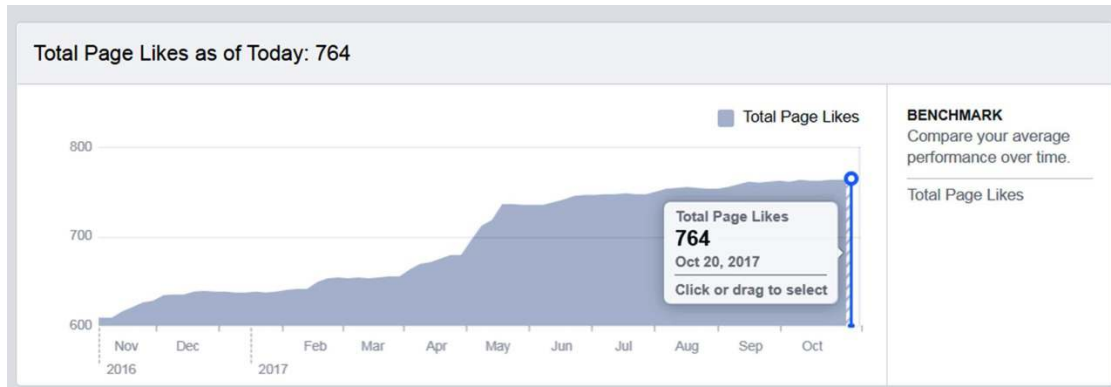 Total Page Likes as of Today: 764
Total Page Likes
BENCHMARK
Compare your average
performance over time.
Total Page Likes
800
700
600
Total Page Likes
764
Oct 20, 2017
Click or drag to select
Nov Dec Feb Mar Apr May Jun Jul Aug Sep Oct
2016 2017